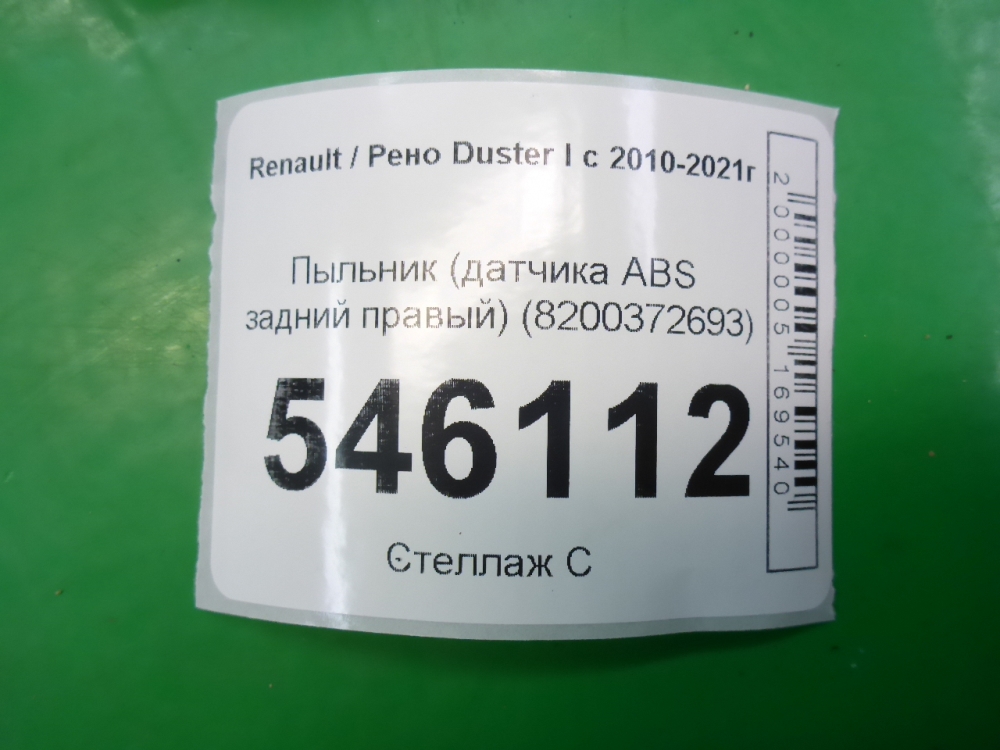 Renault / Рено Duster I с 2010-2021г
Пыльник (датчика ABS
задний правый) (8200372693)
546112
Стеллаж С
2000005169540